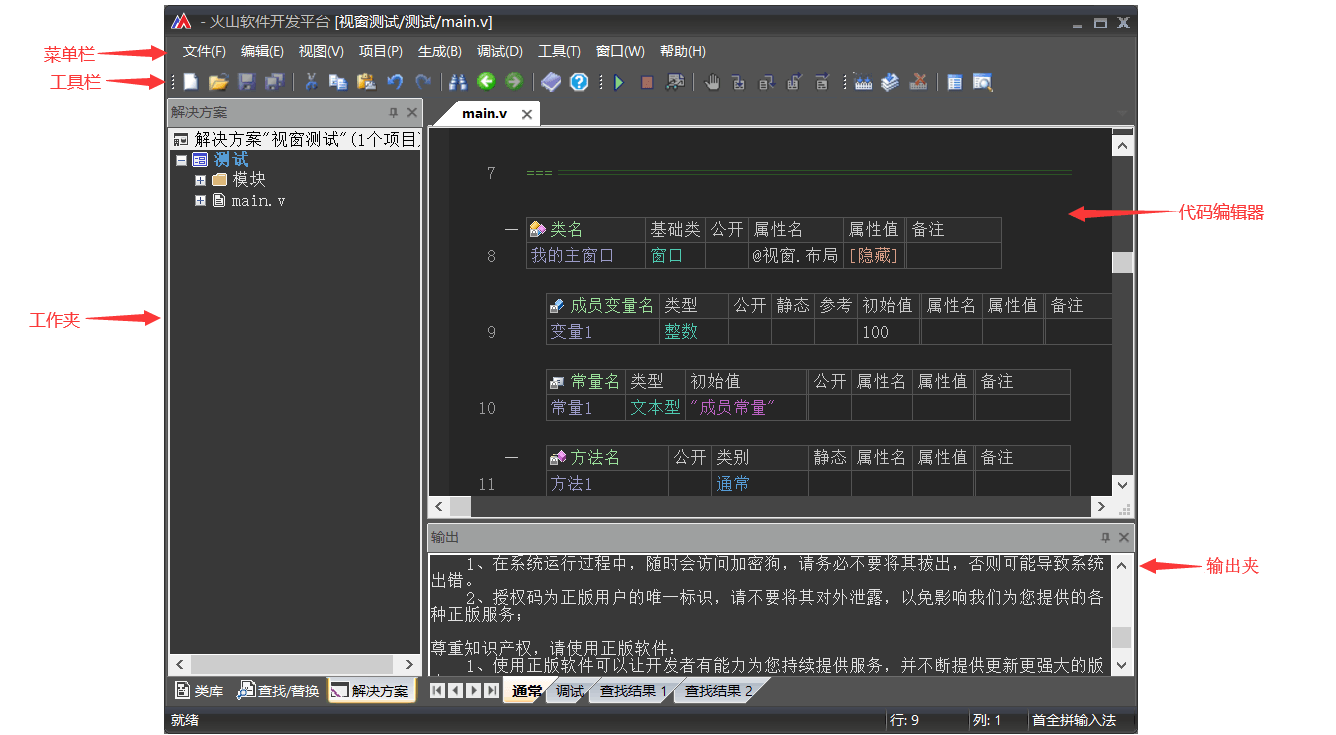 - 火山软件开发平台 [视窗测试/测试/main.v]
菜单栏
文件(F) 编辑(E) 视图(V) 项目(P) 生成(B) 调试(D) 工具(T) 窗口(W) 帮助(H)
工具栏
解决方案
main.v
解决方案"视窗测试"(1个项目)
测试
模块
main.v
工作夹
7 ===
代码编辑器
类名 基础类 公开 属性名 属性值 备注
8 我的主窗口 窗口 @视窗.布局 [隐藏]
成员变量名 类型 公开 静态 参考 初始值 属性名 属性值 备注
9 变量1 整数 100
常量名 类型 初始值 公开 属性名 属性值 备注
10 常量1 文本型 "成员常量"
方法名 公开 类别 静态 属性名 属性值 备注
11 方法1 通常
输出
输出夹
1、在系统运行过程中，随时会访问加密狗，请务必不要将其拔出，否则可能导致系统
出错。
2、授权码为正版用户的唯一标识，请不要将其对外泄露，以免影响我们为您提供的各
种正版服务；
尊重知识产权，请使用正版软件：
1、使用正版软件可以让开发者有能力为您持续提供服务，并不断提供更新更强大的版
类库 查找/替换 解决方案
通常 调试 查找结果 1 查找结果 2
就绪
行: 9 列: 1 首全拼输入法